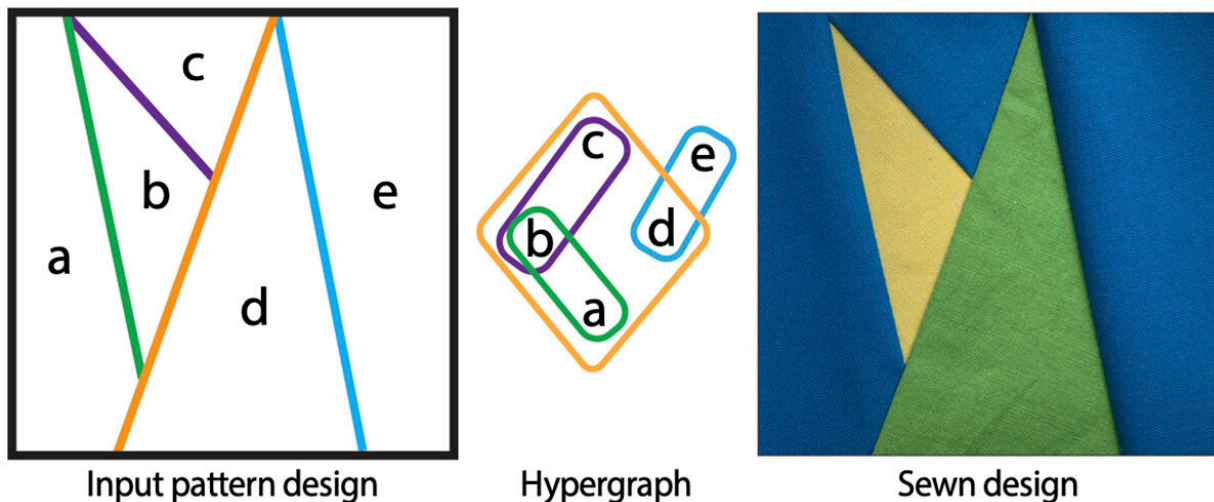 c
b
e
a
d
c
e
b
d
a
Input pattern design
Hypergraph
Sewn design